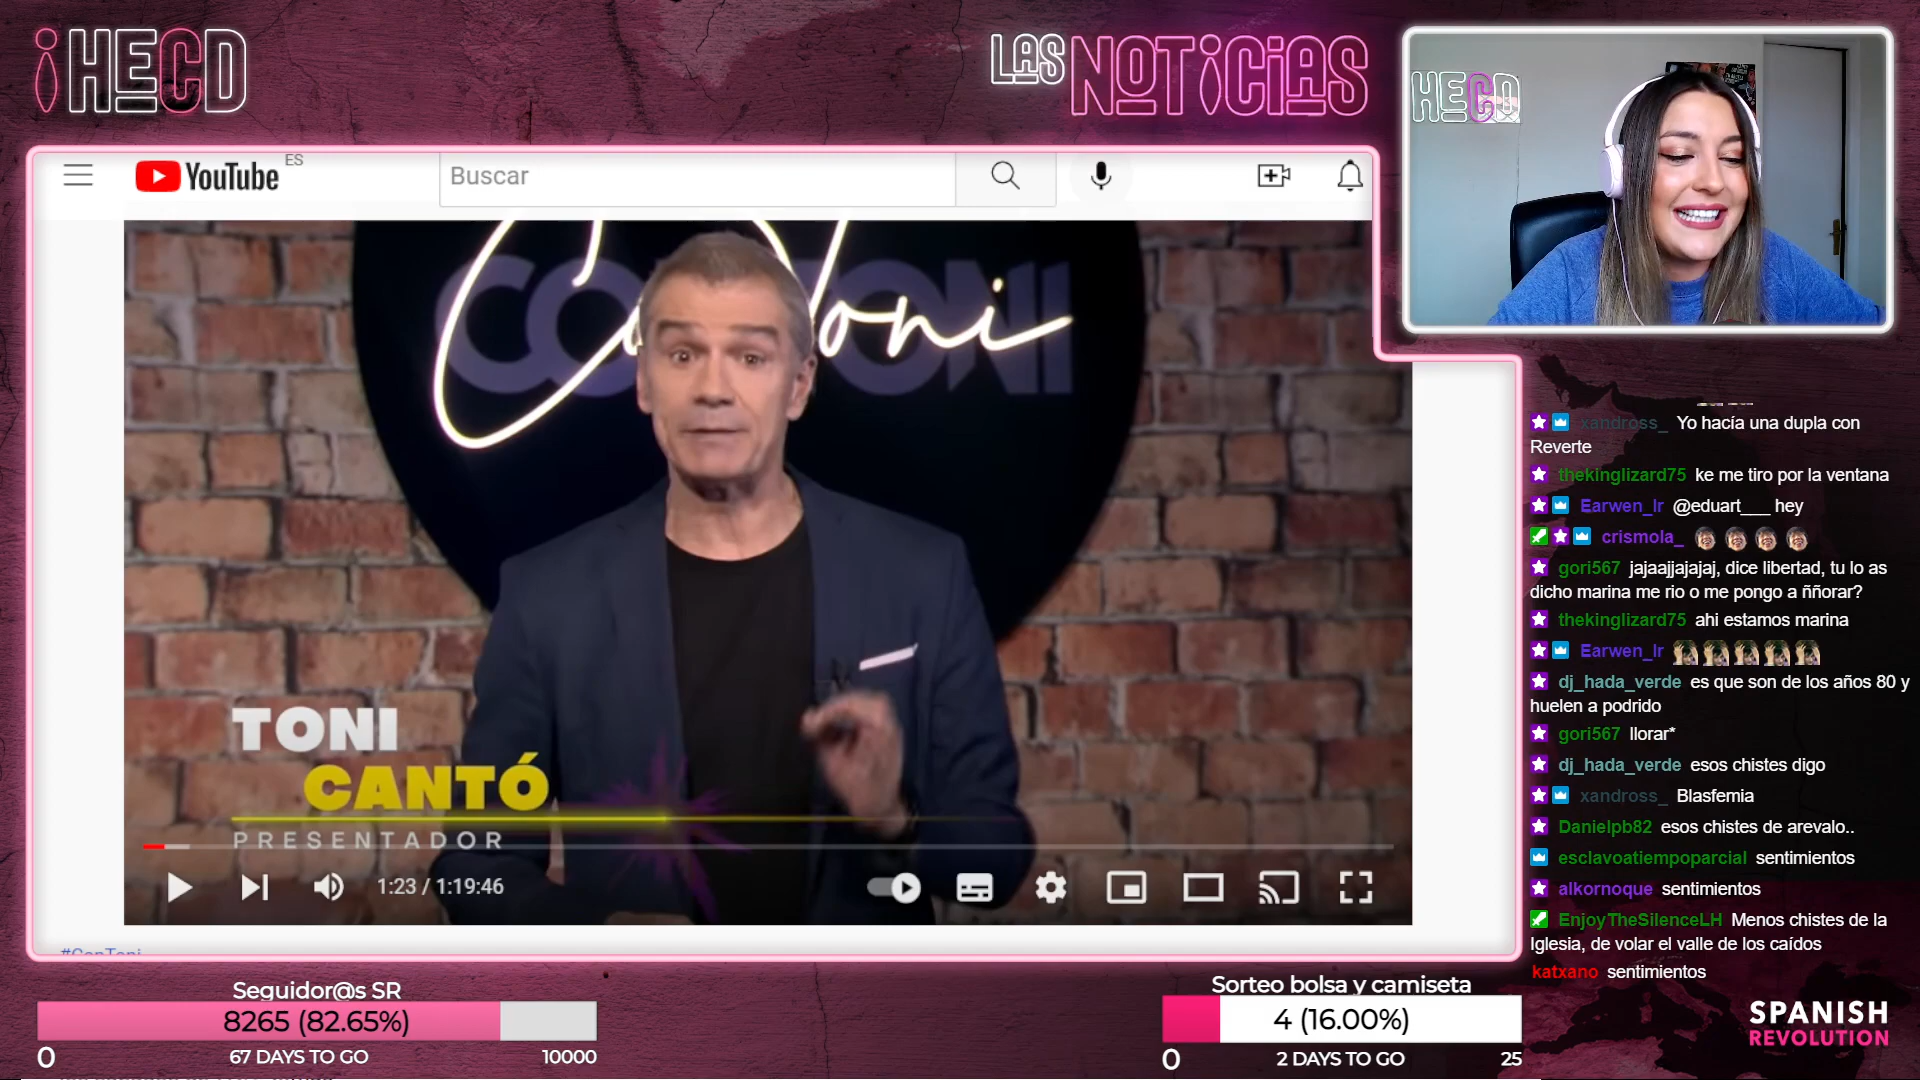 ¡HECD
LAS NOTICIAS
HECD
YouTube ES
Buscar
CON TONI
Con Toni
TONI
CANTÓ
PRESENTADOR
1:23 / 1:19:46
#ConToni
xandross_ Yo hacía una dupla con
Reverte
thekinglizard75 ke me tiro por la ventana
Earwen_lr @eduart___ hey
crismola_
gori567 jajaajjajajaj, dice libertad, tu lo as
dicho marina me rio o me pongo a ññorar?
thekinglizard75 ahi estamos marina
Earwen_lr
dj_hada_verde es que son de los años 80 y
huelen a podrido
gori567 llorar*
dj_hada_verde esos chistes digo
xandross_ Blasfemia
Danielpb82 esos chistes de arevalo..
esclavoatiempoparcial sentimientos
alkornoque sentimientos
EnjoyTheSilenceLH Menos chistes de la
Iglesia, de volar el valle de los caídos
katxano sentimientos
Seguidor@s SR
8265 (82.65%)
0 67 DAYS TO GO 10000
Sorteo bolsa y camiseta
4 (16.00%)
0 2 DAYS TO GO 25
SPANISH
REVOLUTION